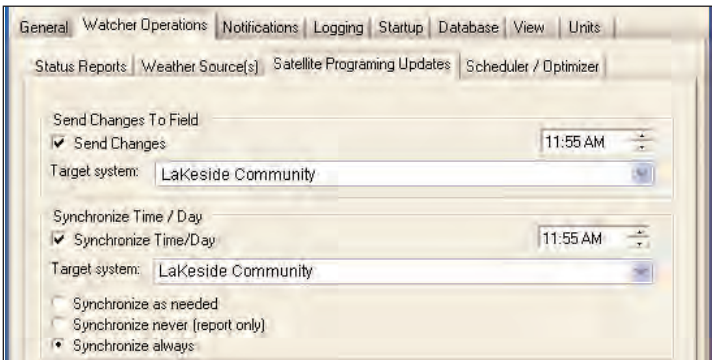 General Watcher Operations Notifications Logging Startup Database View Units
Status Reports Weather Source(s) Satellite Programing Updates Scheduler / Optimizer
Send Changes To Field
Send Changes 11:55 AM
Target system: LaKeside Community
Synchronize Time / Day
Synchronize Time/Day 11:55 AM
Target system: LaKeside Community
Synchronize as needed
Synchronize never (report only)
Synchronize always